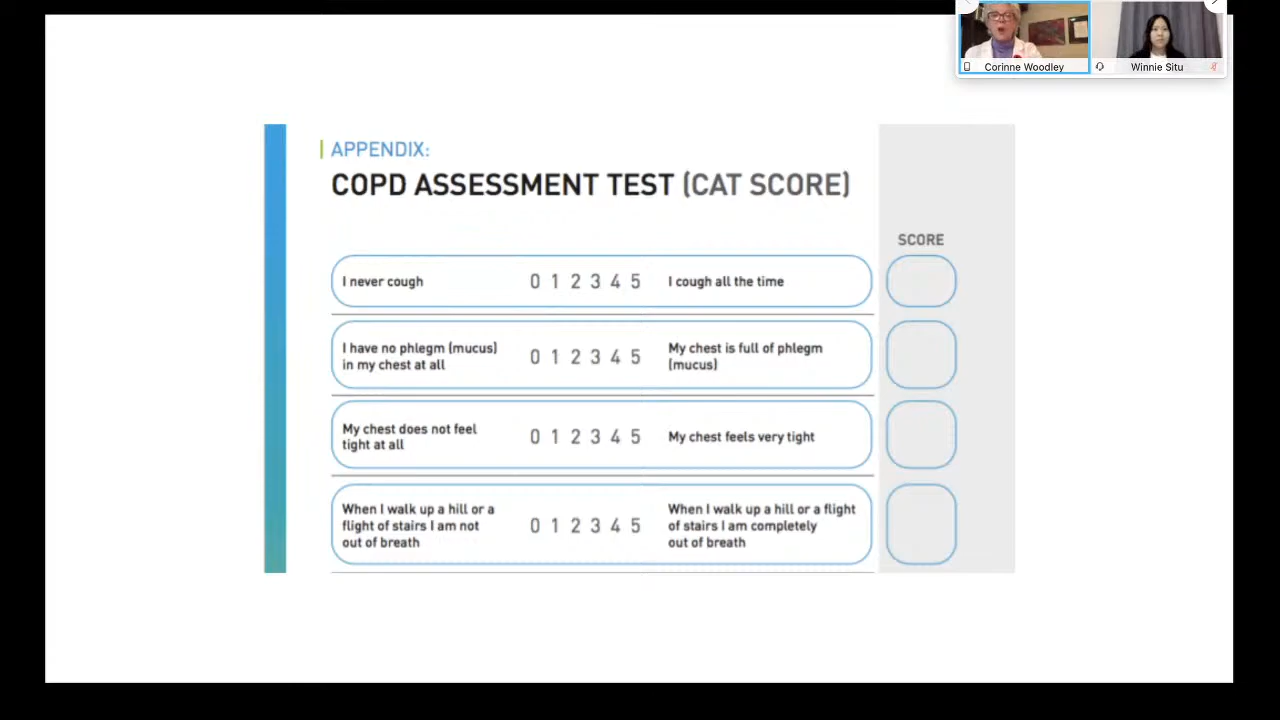 Corinne Woodley
Winnie Situ
APPENDIX:
COPD ASSESSMENT TEST (CAT SCORE)
SCORE
I never cough 0 1 2 3 4 5 I cough all the time
I have no phlegm (mucus)
in my chest at all
0 1 2 3 4 5
My chest is full of phlegm
(mucus)
My chest does not feel
tight at all
0 1 2 3 4 5
My chest feels very tight
When I walk up a hill or a
flight of stairs I am not
out of breath
0 1 2 3 4 5
When I walk up a hill or a flight
of stairs I am completely
out of breath